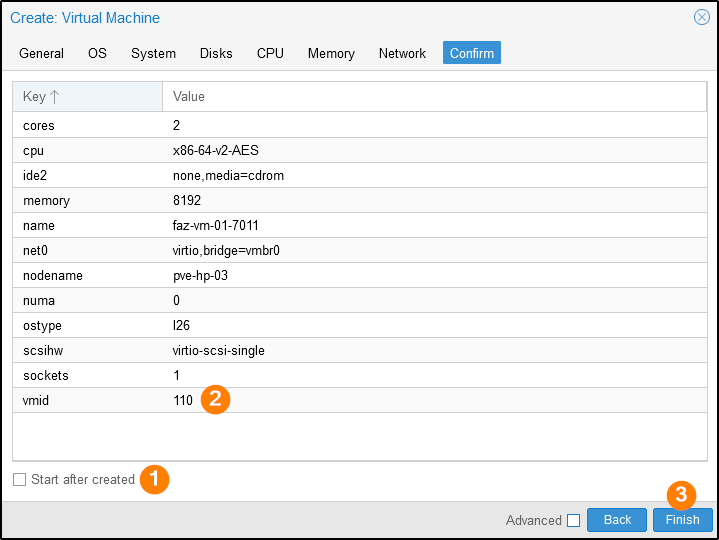 Create: Virtual Machine
General OS System Disks CPU Memory Network Confirm
Key Value
cores 2
cpu x86-64-v2-AES
ide2 none,media=cdrom
memory 8192
name faz-vm-01-7011
net0 virtio,bridge=vmbr0
nodename pve-hp-03
numa 0
ostype l26
scsihw virtio-scsi-single
sockets 1
vmid 110 2
Start after created 1
3
Advanced Back Finish